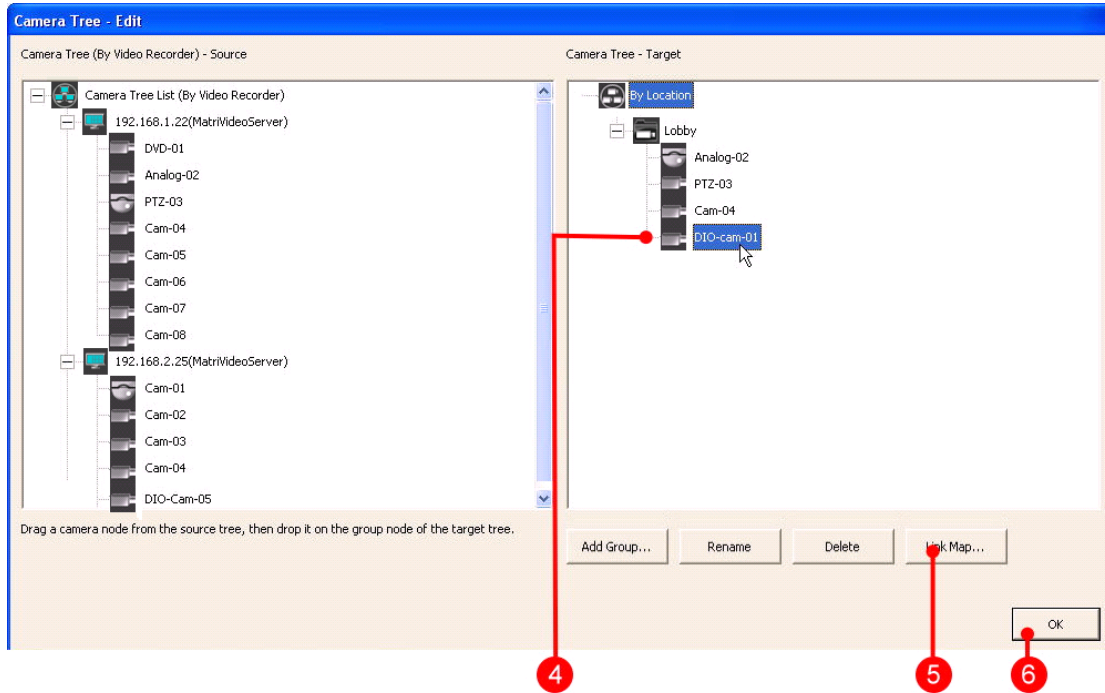 Camera Tree - Edit
Camera Tree (By Video Recorder) - Source
Camera Tree List (By Video Recorder)
192.168.1.22(MatriVideoServer)
DVD-01
Analog-02
PTZ-03
Cam-04
Cam-05
Cam-06
Cam-07
Cam-08
192.168.2.25(MatriVideoServer)
Cam-01
Cam-02
Cam-03
Cam-04
DIO-Cam-05
Drag a camera node from the source tree, then drop it on the group node of the target tree.
Camera Tree - Target
By Location
Lobby
Analog-02
PTZ-03
Cam-04
DIO-cam-01
Add Group...
Rename
Delete
Link Map...
OK
4
5
6